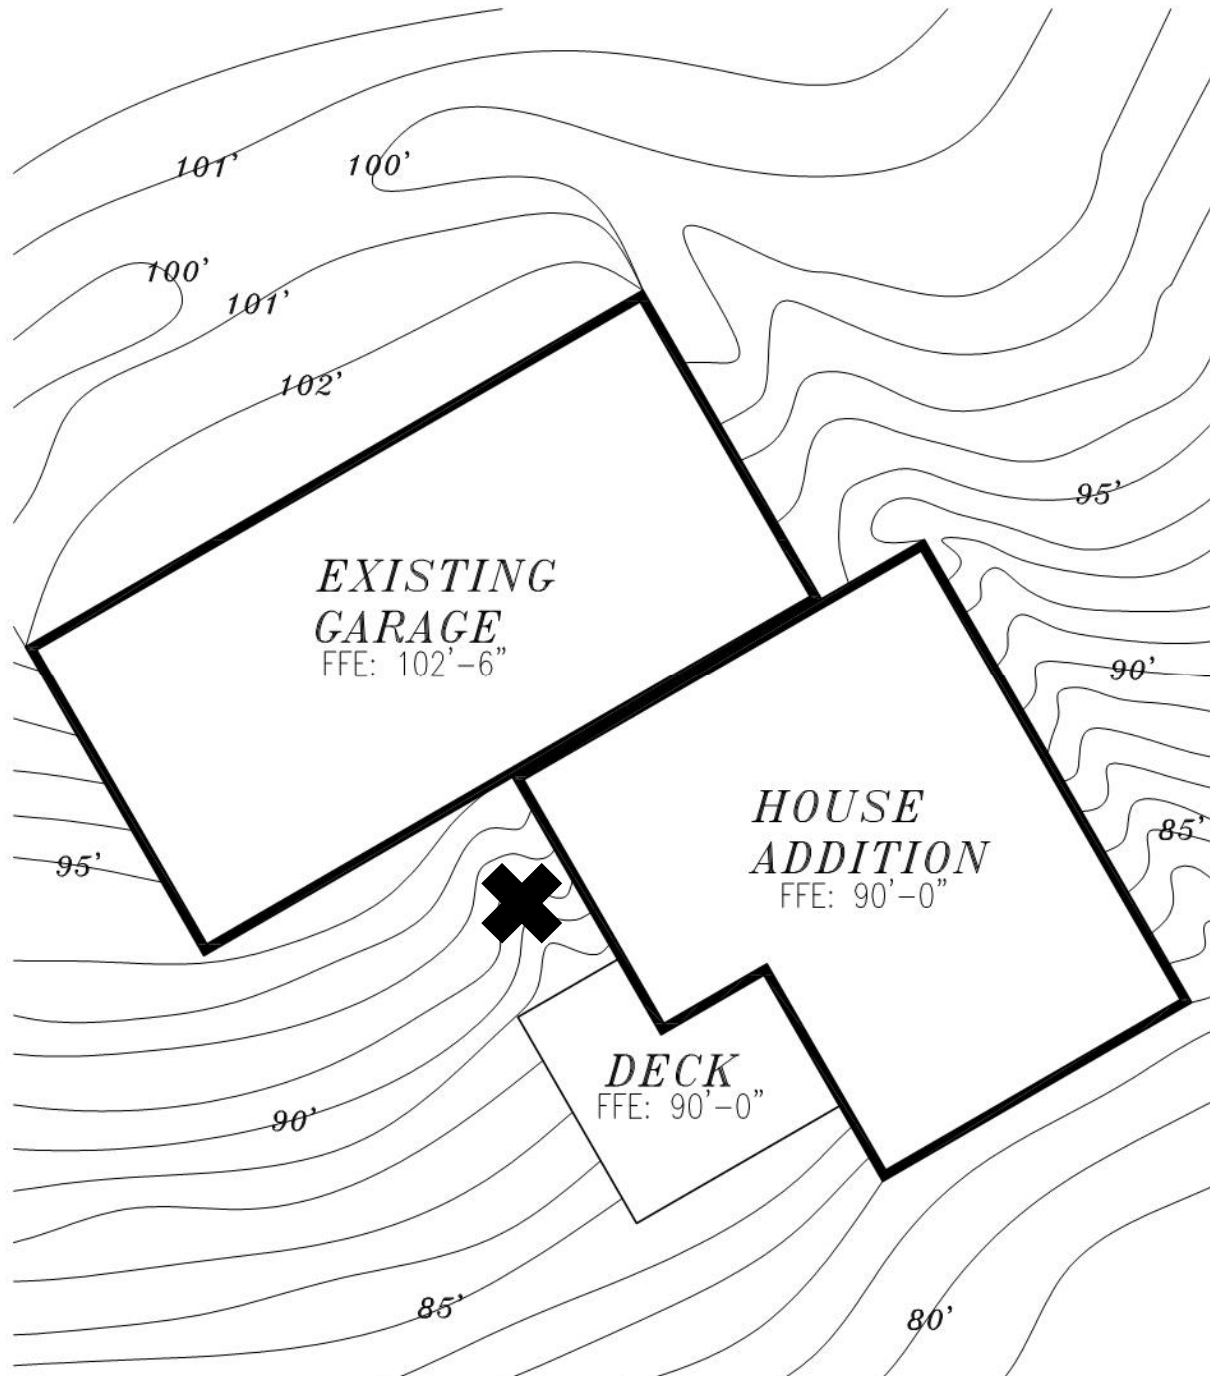 101'
100'
100'
101'
102'
95'
EXISTING
GARAGE
FFE: 102'-6"
90'
HOUSE
ADDITION
FFE: 90'-0"
85'
95'
DECK
FFE: 90'-0"
90'
85'
80'